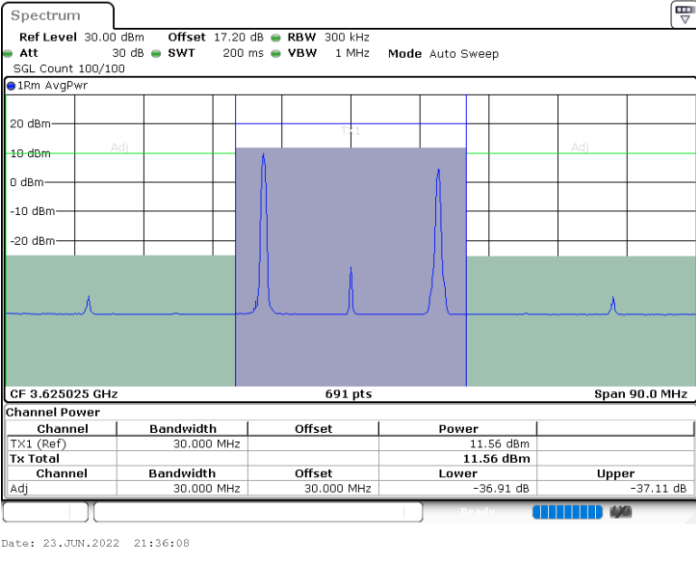 Spectrum
Ref Level 30.00 dBm Offset 17.20 dB RBW 300 kHz
Att 30 dB SWT 200 ms VBW 1 MHz Mode Auto Sweep
SGL Count 100/100
1Rm AvgPwr
20 dBm
TX1
Adj Adj
10 dBm
0 dBm
-10 dBm
-20 dBm
CF 3.625025 GHz 691 pts Span 90.0 MHz
Channel Power
Channel Bandwidth Offset Power
TX1 (Ref) 30.000 MHz 11.56 dBm
Tx Total 11.56 dBm
Channel Bandwidth Offset Lower Upper
Adj 30.000 MHz 30.000 MHz -36.91 dB -37.11 dB
Ready
Date: 23.JUN.2022 21:36:08